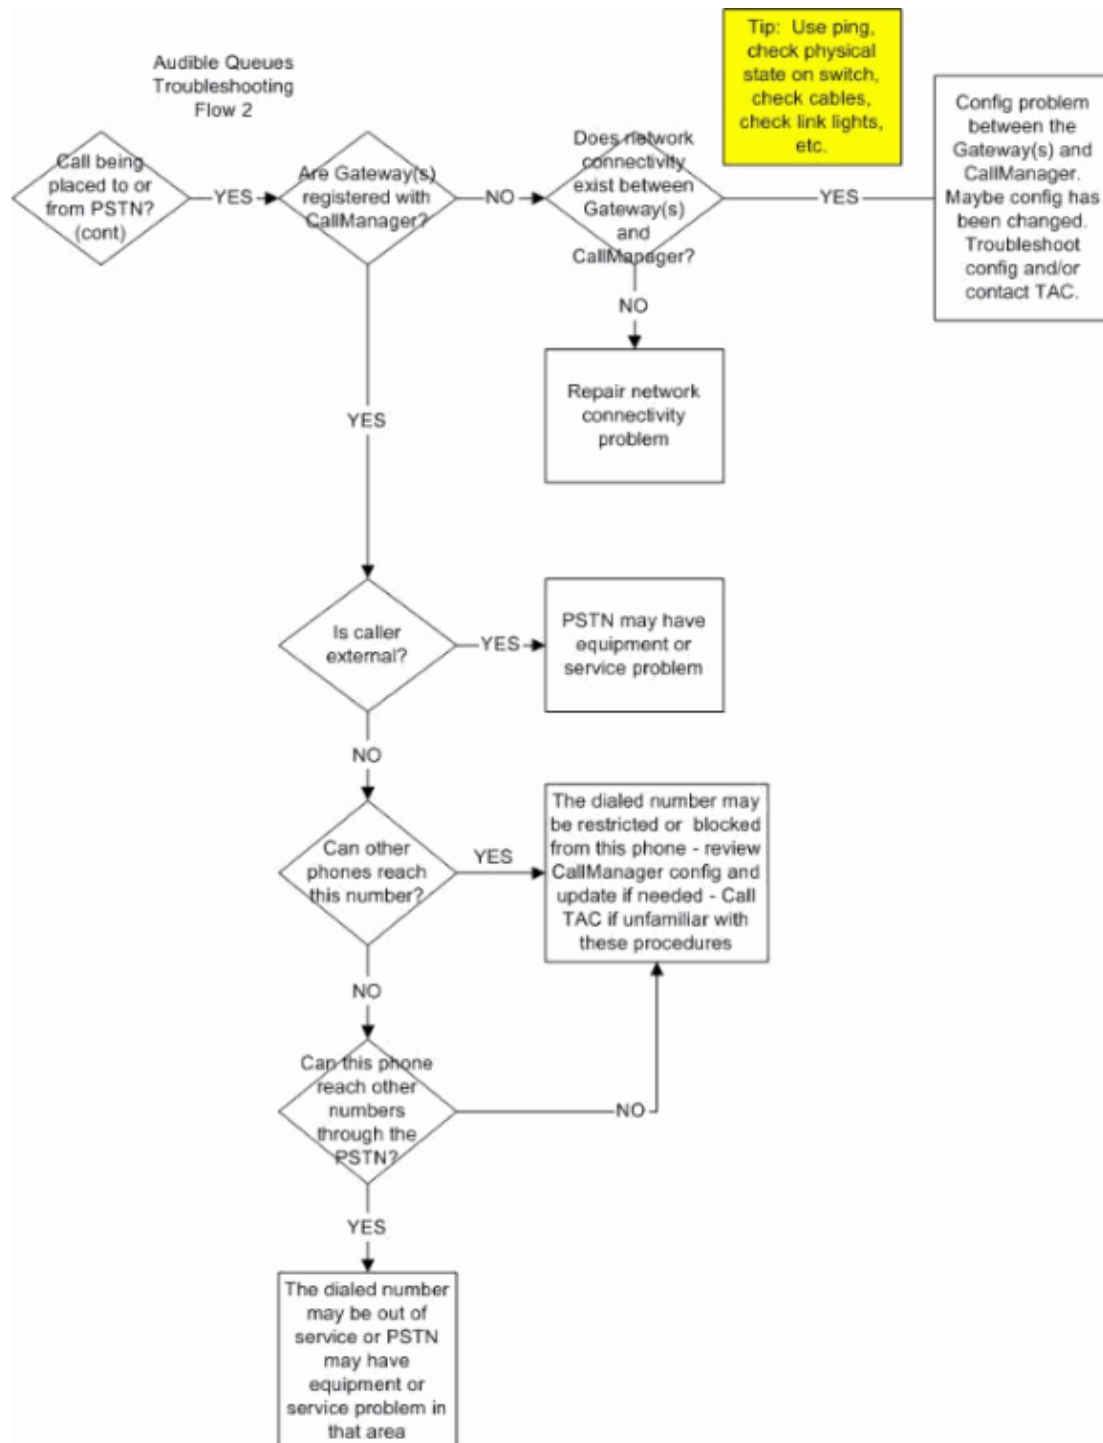 Audible Queues
Troubleshooting
Flow 2
Tip: Use ping,
check physical
state on switch,
check cables,
check link lights,
etc.
Call being
placed to or
from PSTN?
(cont)
YES
Are Gateway(s)
registered with
CallManager?
NO
Does network
connectivity
exist between
Gateway(s)
and
CallManager?
YES
Config problem
between the
Gateway(s) and
CallManager.
Maybe config has
been changed.
Troubleshoot
config and/or
contact TAC.
NO
Repair network
connectivity
problem
YES
Is caller
external?
YES
PSTN may have
equipment or
service problem
NO
Can other
phones reach
this number?
YES
The dialed number may
be restricted or blocked
from this phone - review
CallManager config and
update if needed - Call
TAC if unfamiliar with
these procedures
NO
Can this phone
reach other
numbers
through the
PSTN?
NO
YES
The dialed number
may be out of
service or PSTN
may have
equipment or
service problem in
that area